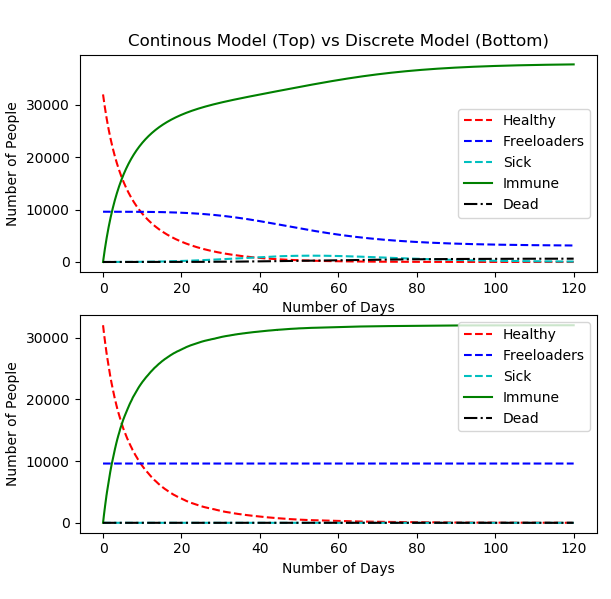 Continous Model (Top) vs Discrete Model (Bottom)
Number of People
30000
20000
10000
0
Healthy
Freeloaders
Sick
Immune
Dead
0 20 40 60 80 100 120
Number of Days
Number of People
30000
20000
10000
0
Healthy
Freeloaders
Sick
Immune
Dead
0 20 40 60 80 100 120
Number of Days